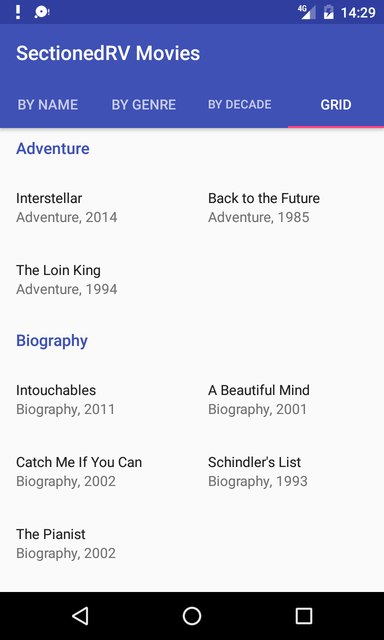 4G 14:29
SectionedRV Movies
BY NAME BY GENRE BY DECADE GRID
Adventure
Interstellar Back to the Future
Adventure, 2014 Adventure, 1985
The Loin King
Adventure, 1994
Biography
Intouchables A Beautiful Mind
Biography, 2011 Biography, 2001
Catch Me If You Can Schindler's List
Biography, 2002 Biography, 1993
The Pianist
Biography, 2002